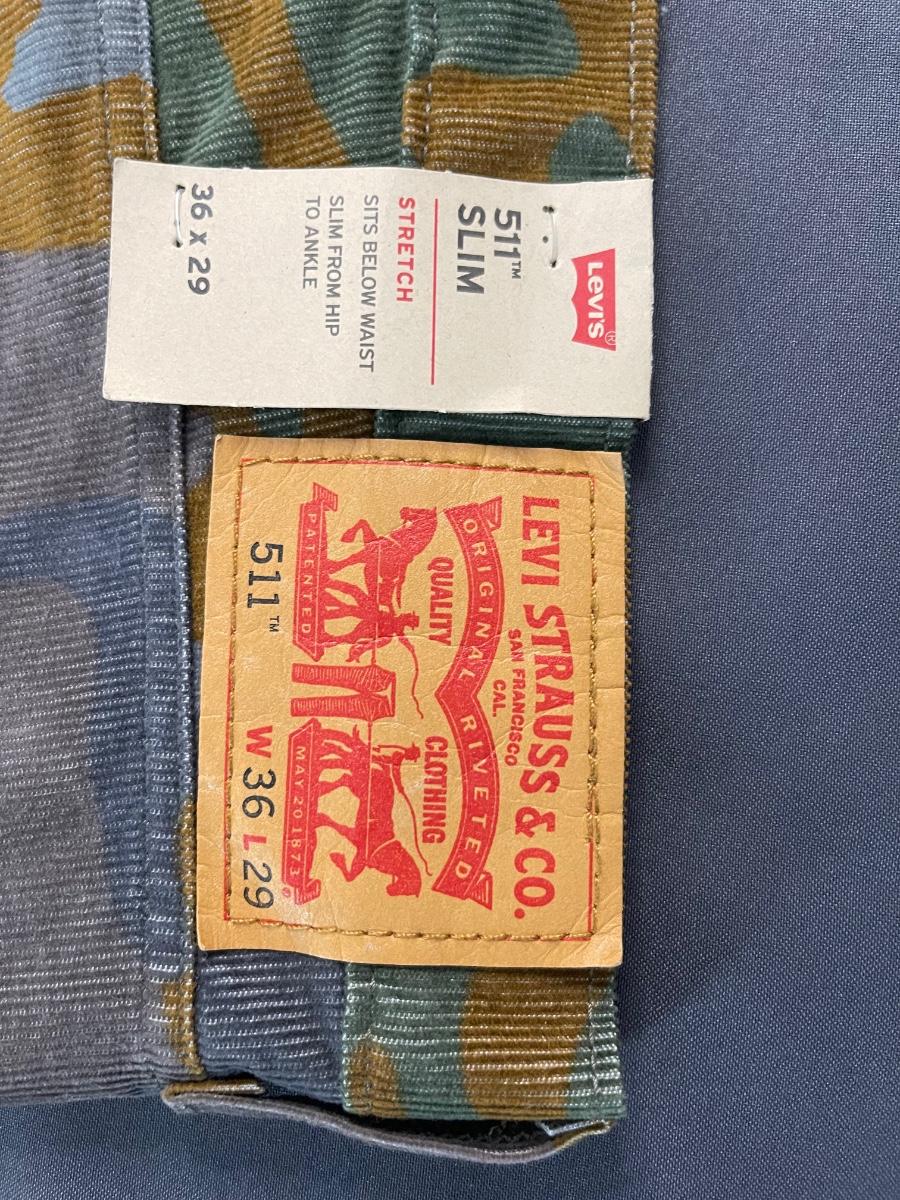 Levi's®
511™
SLIM
STRETCH
SITS BELOW WAIST
SLIM FROM HIP
TO ANKLE
36 x 29
LEVI STRAUSS & CO.
SAN FRANCISCO
CAL.
ORIGINAL RIVETED
QUALITY CLOTHING
PATENTED MAY 20 1873
®
511™ W 36 L 29